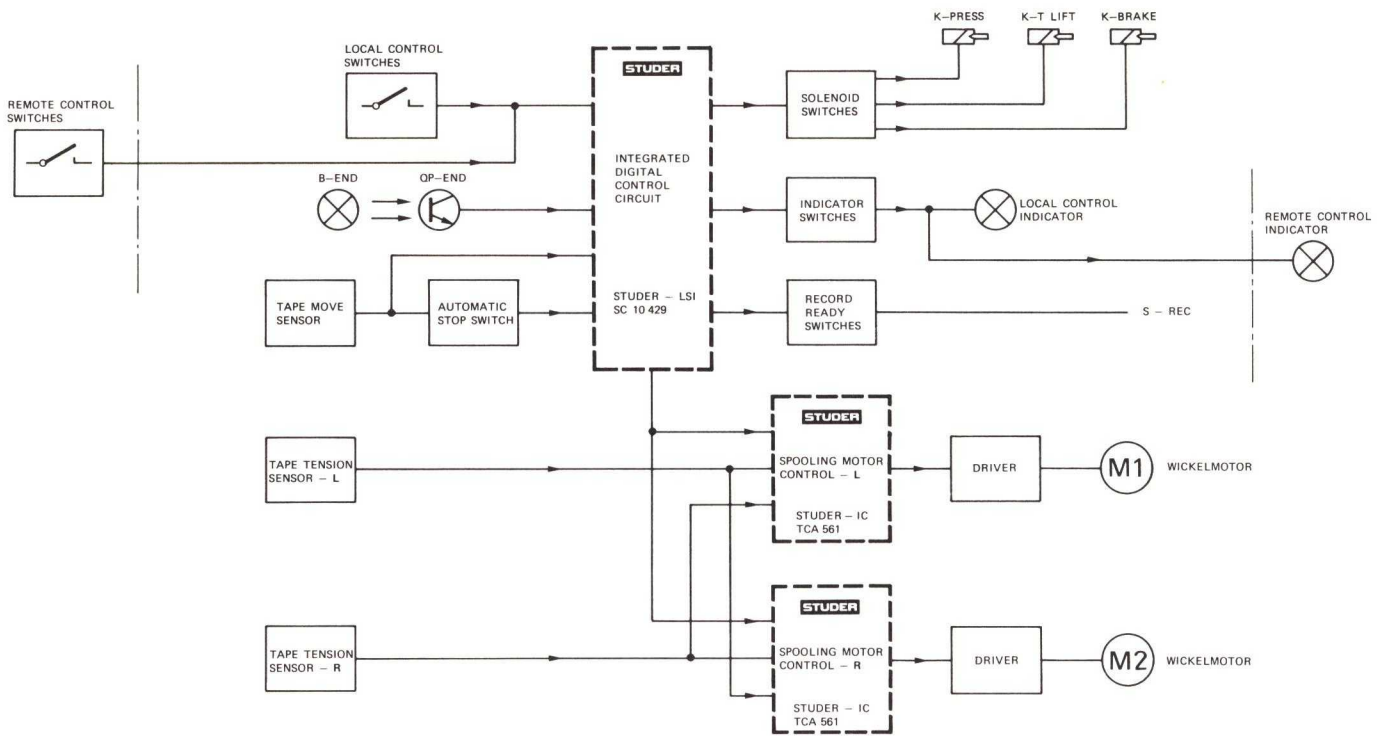 K–PRESS
K–T LIFT
K–BRAKE
LOCAL CONTROL
SWITCHES
STUDER
REMOTE CONTROL
SWITCHES
SOLENOID
SWITCHES
INTEGRATED
DIGITAL
CONTROL
CIRCUIT
B–END
QP–END
INDICATOR
SWITCHES
LOCAL CONTROL
INDICATOR
REMOTE CONTROL
INDICATOR
TAPE MOVE
SENSOR
AUTOMATIC
STOP SWITCH
STUDER – LSI
SC 10 429
RECORD
READY
SWITCHES
S – REC
STUDER
TAPE TENSION
SENSOR – L
SPOOLING MOTOR
CONTROL – L
STUDER – IC
TCA 561
DRIVER
M1
WICKELMOTOR
STUDER
TAPE TENSION
SENSOR – R
SPOOLING MOTOR
CONTROL – R
STUDER – IC
TCA 561
DRIVER
M2
WICKELMOTOR